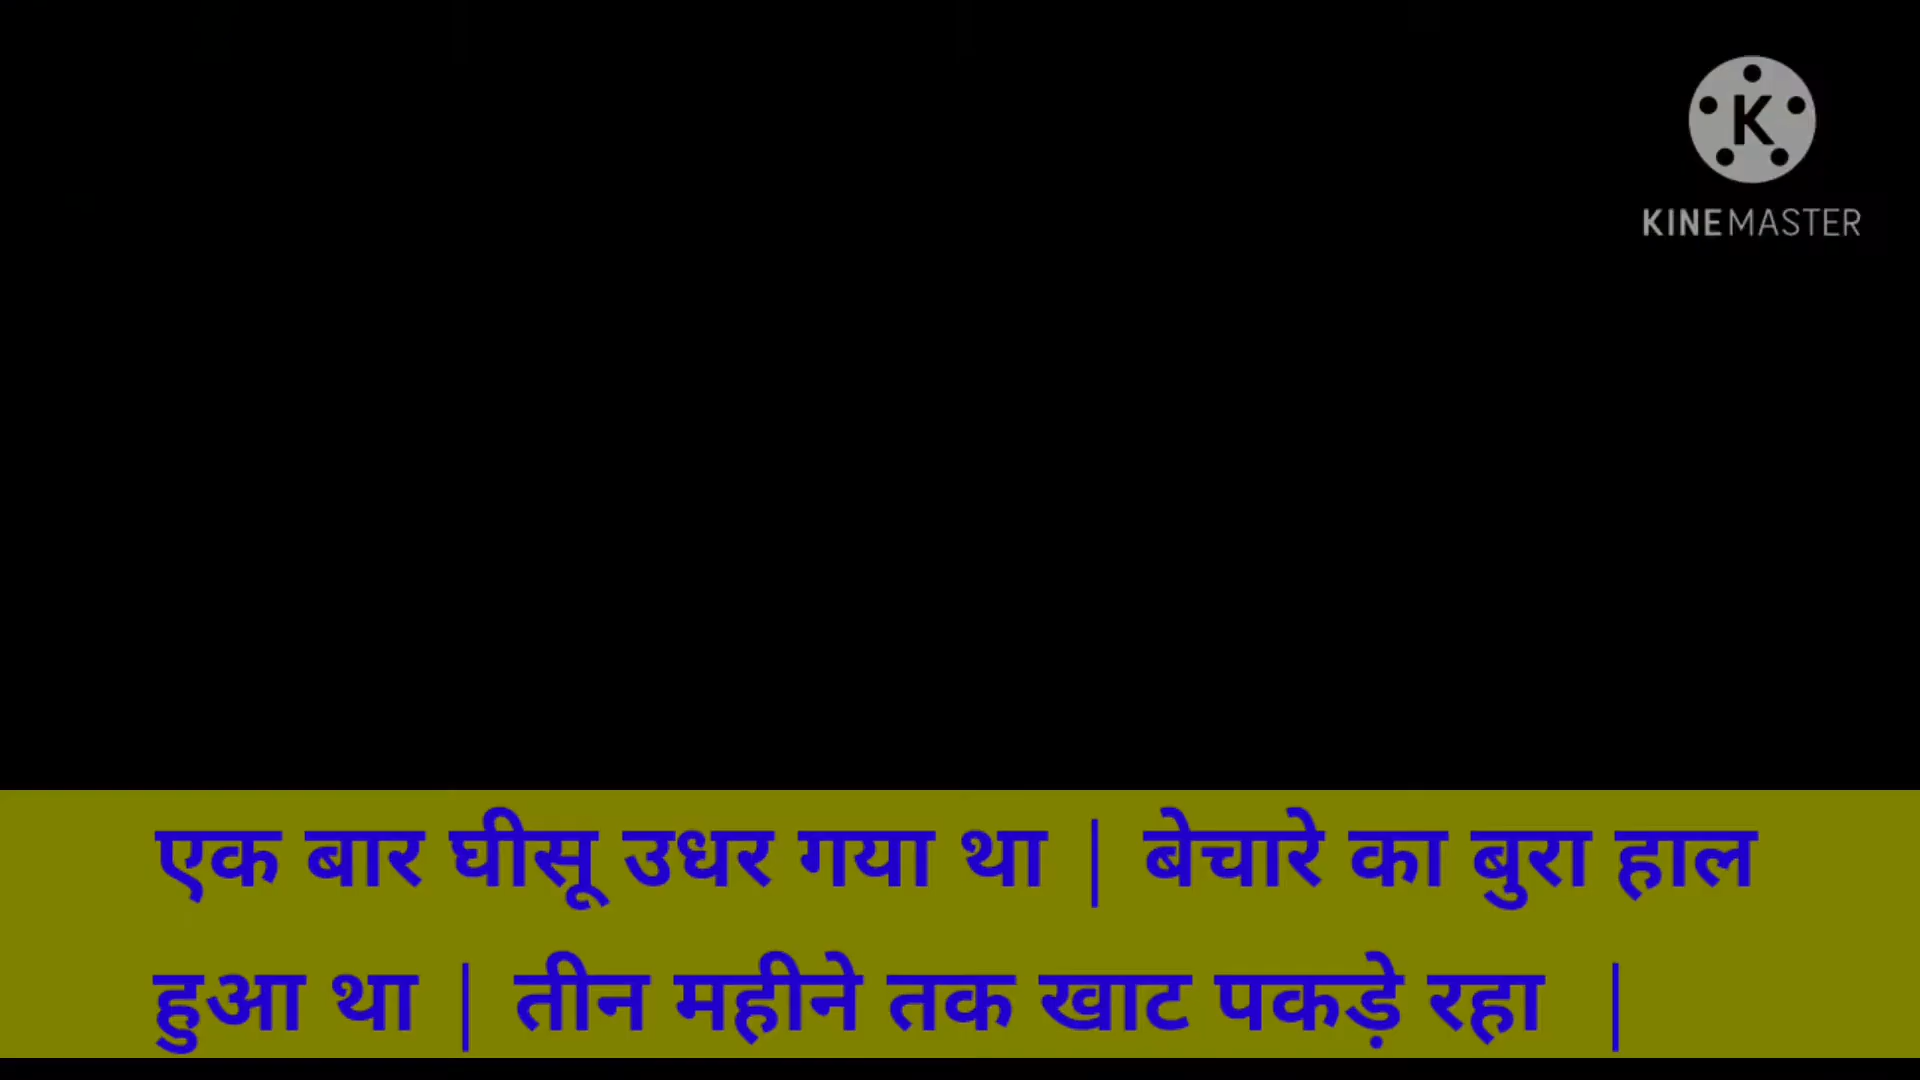 K
KINEMASTER
एक बार घीसू उधर गया था | बेचारे का बुरा हाल
हुआ था | तीन महीने तक खाट पकड़े रहा |